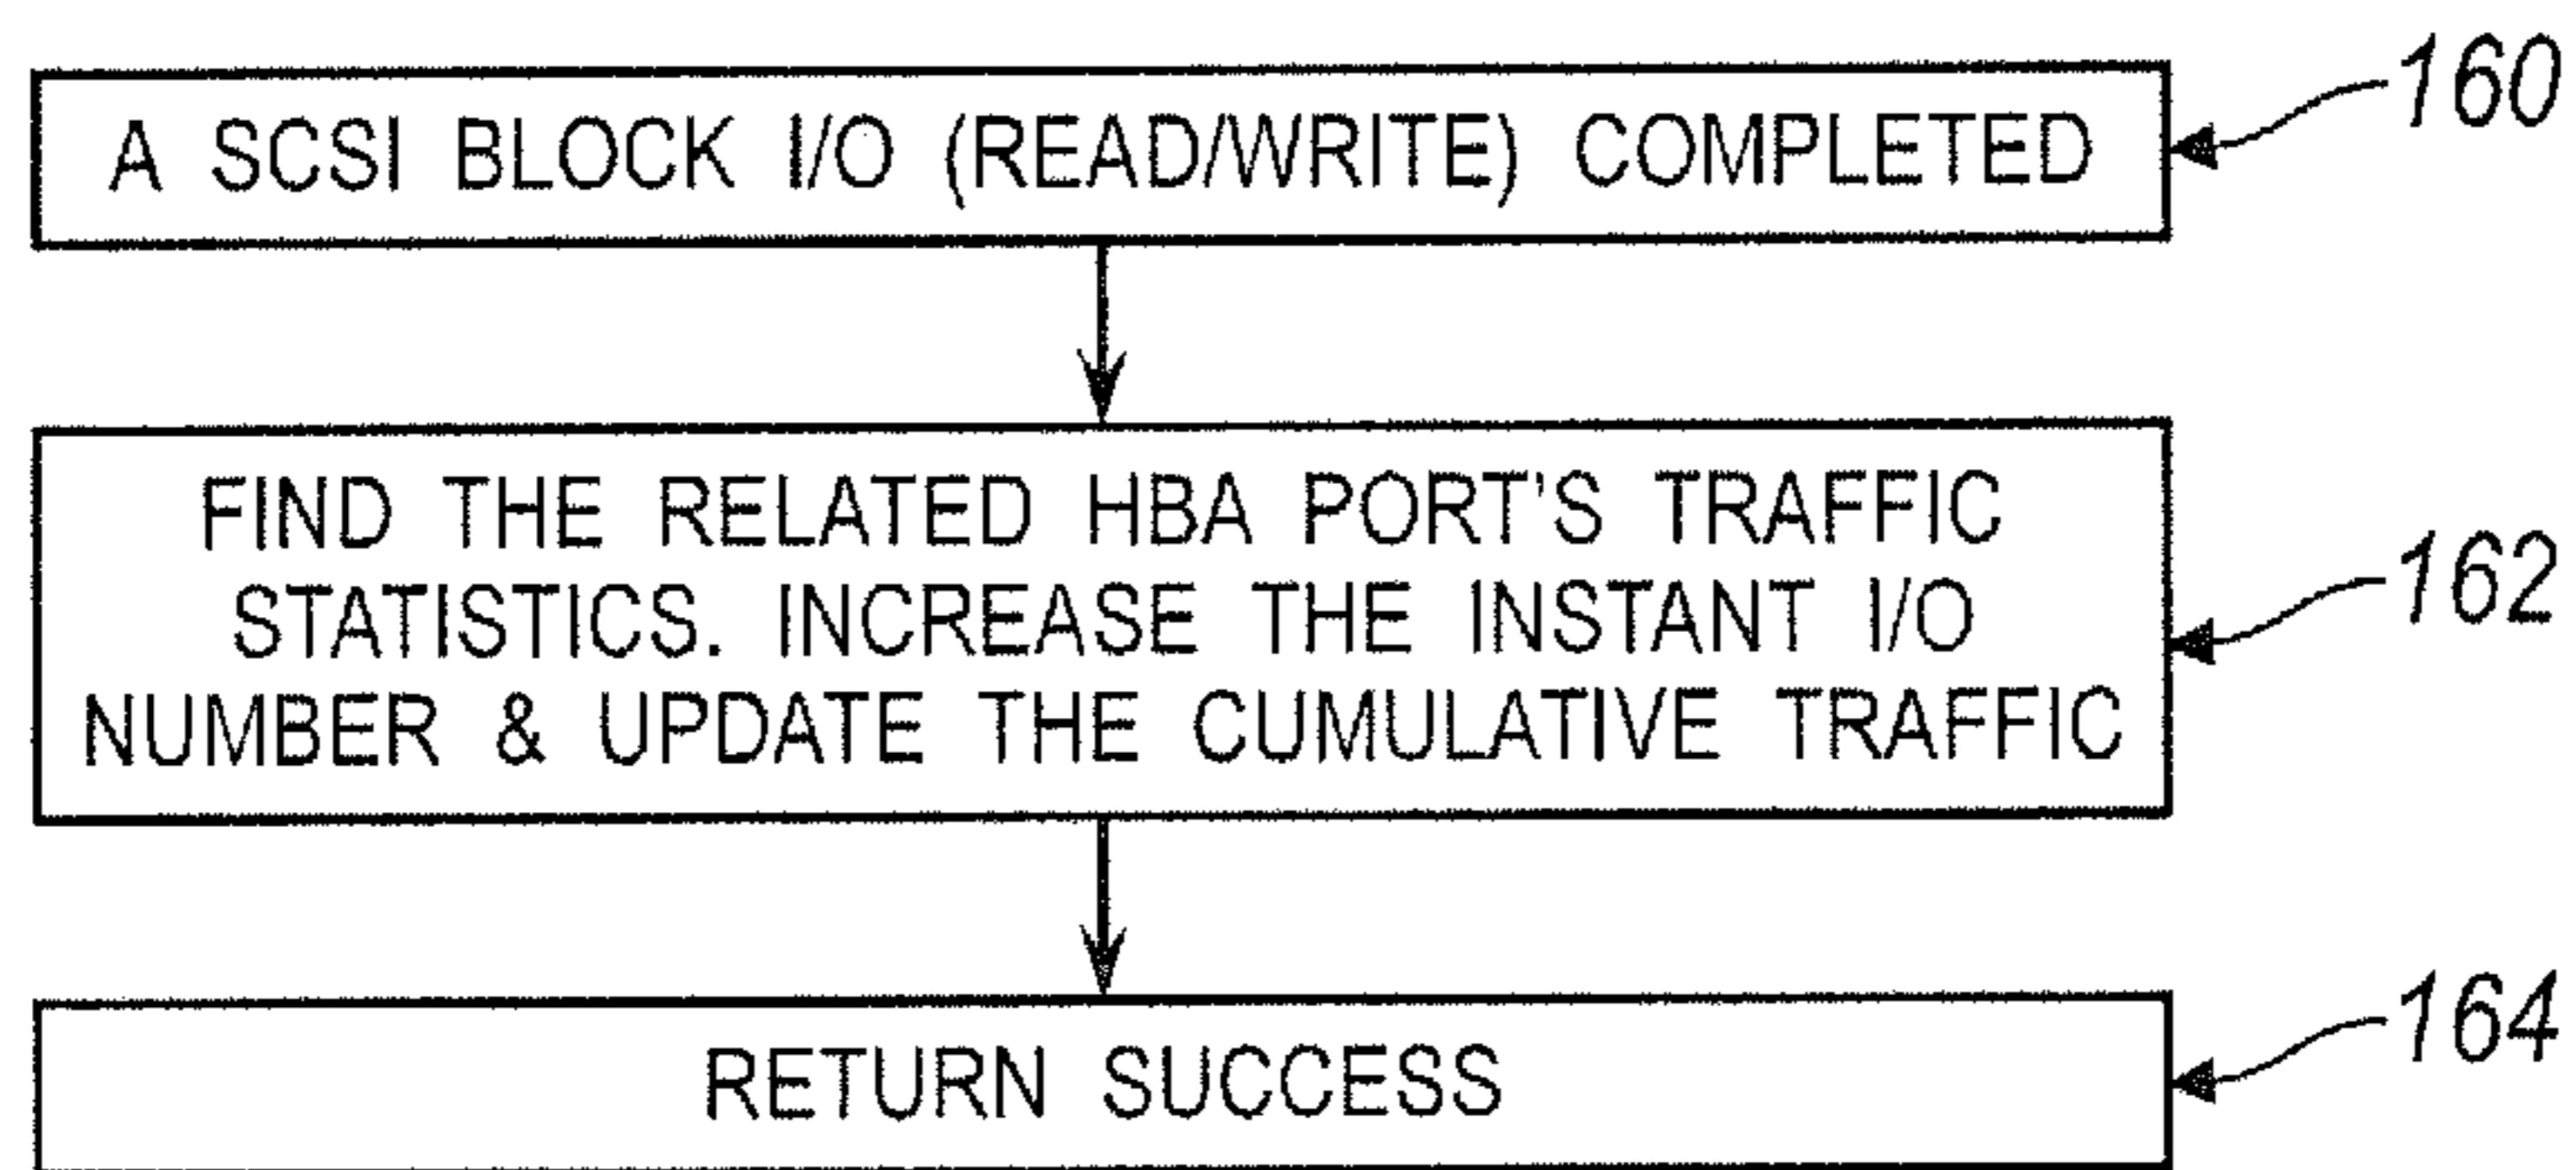 A SCSI BLOCK I/O (READ/WRITE) COMPLETED
160
FIND THE RELATED HBA PORT'S TRAFFIC
STATISTICS. INCREASE THE INSTANT I/O
NUMBER & UPDATE THE CUMULATIVE TRAFFIC
162
RETURN SUCCESS
164